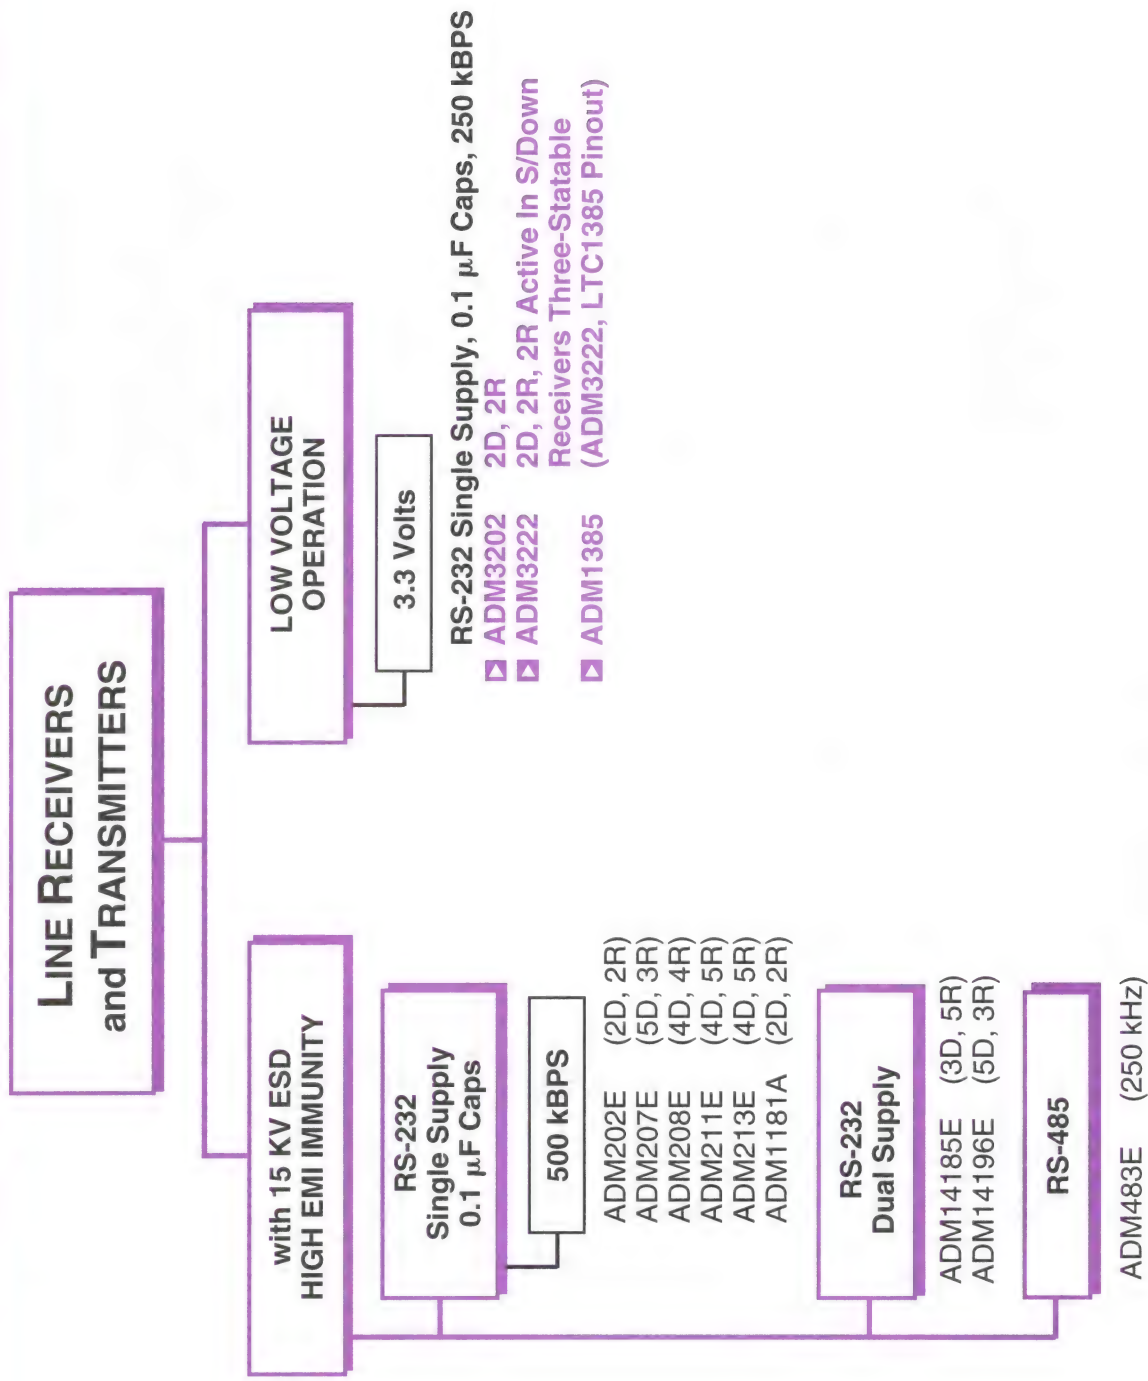 LINE RECEIVERS
and TRANSMITTERS
with 15 KV ESD
HIGH EMI IMMUNITY
RS-232
Single Supply
0.1 μF Caps
500 kBPS
ADM202E (2D, 2R)
ADM207E (5D, 3R)
ADM208E (4D, 4R)
ADM211E (4D, 5R)
ADM213E (4D, 5R)
ADM1181A (2D, 2R)
RS-232
Dual Supply
ADM14185E (3D, 5R)
ADM14196E (5D, 3R)
RS-485
ADM483E (250 kHz)
LOW VOLTAGE
OPERATION
3.3 Volts
RS-232 Single Supply, 0.1 μF Caps, 250 kBPS
ADM3202 2D, 2R
ADM3222 2D, 2R, 2R Active In S/Down
Receivers Three-Statable
ADM1385 (ADM3222, LTC1385 Pinout)